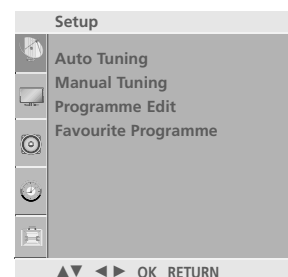 Setup
Auto Tuning
Manual Tuning
Programme Edit
Favourite Programme
▲▼ ◄► OK RETURN